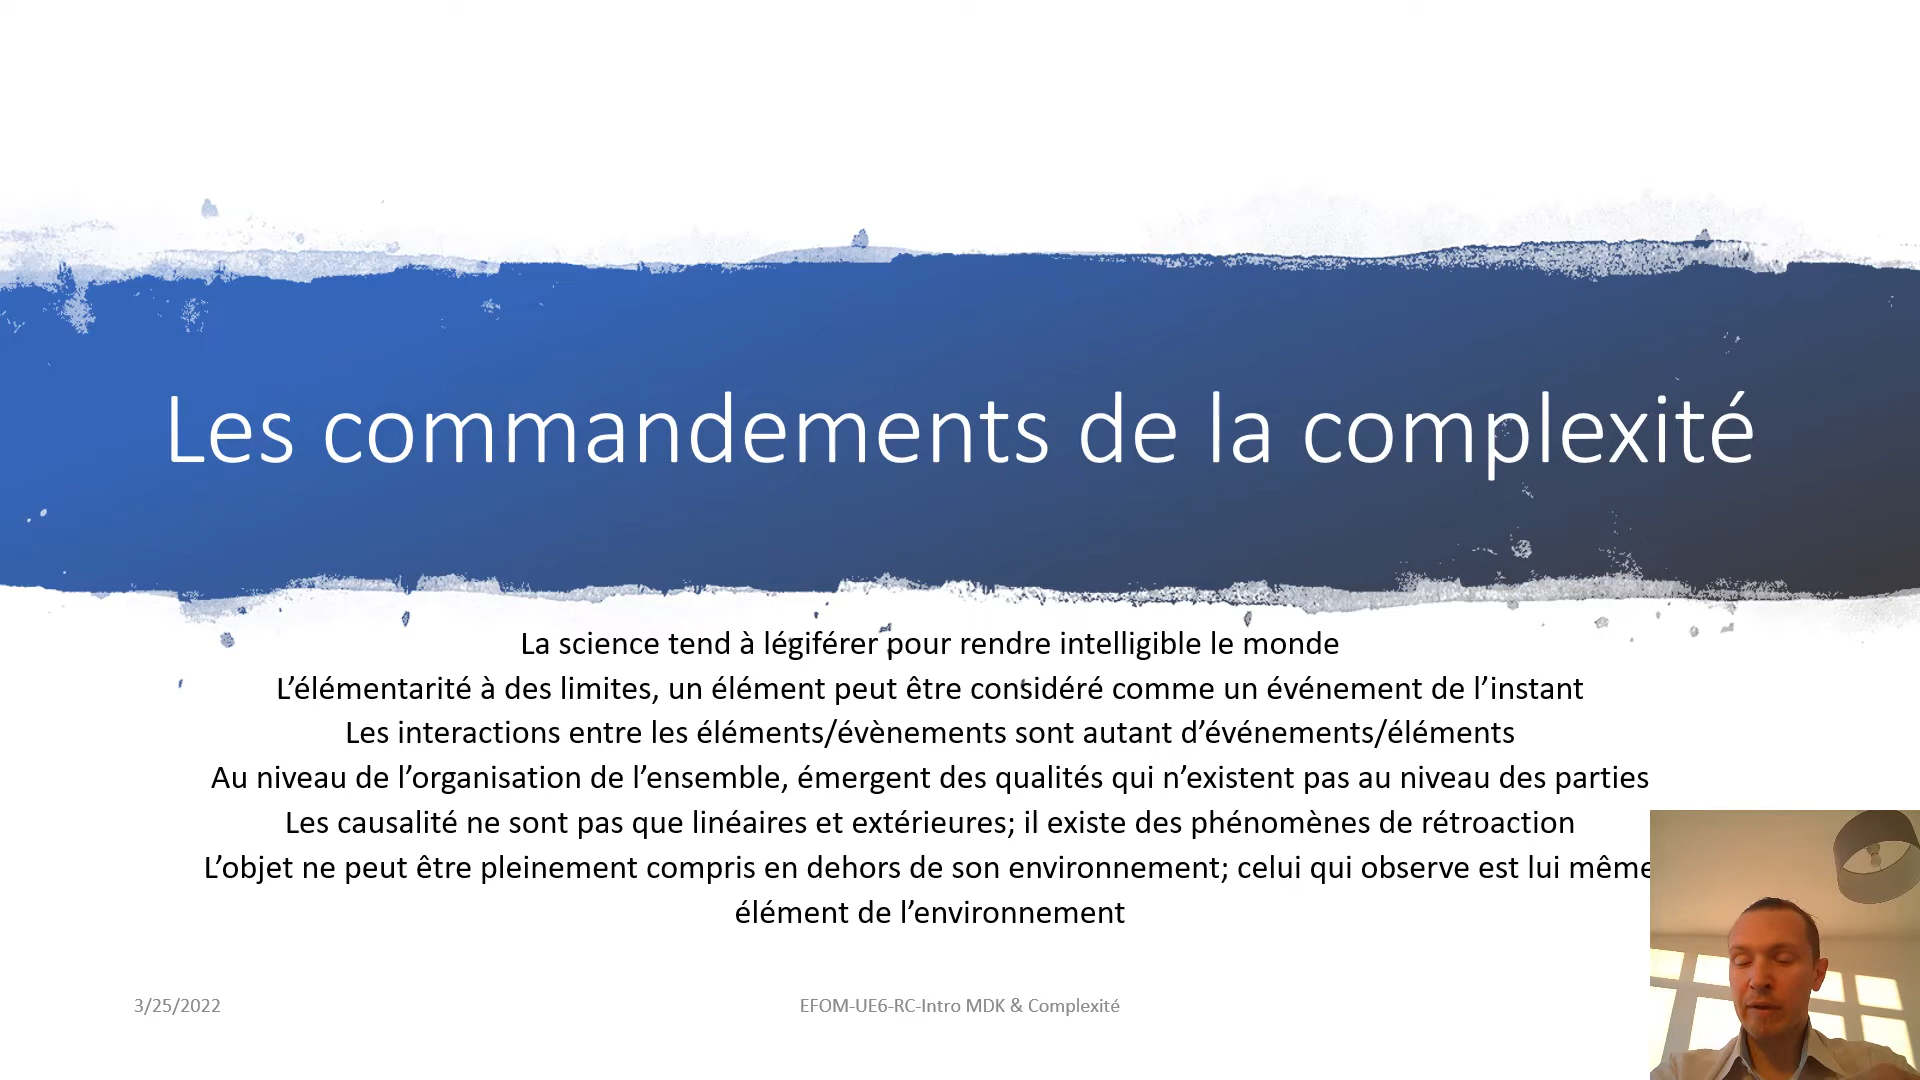 Les commandements de la complexité
La science tend à légiférer pour rendre intelligible le monde
L’élémentarité à des limites, un élément peut être considéré comme un événement de l’instant
Les interactions entre les éléments/évènements sont autant d’événements/éléments
Au niveau de l’organisation de l’ensemble, émergent des qualités qui n’existent pas au niveau des parties
Les causalité ne sont pas que linéaires et extérieures; il existe des phénomènes de rétroaction
L’objet ne peut être pleinement compris en dehors de son environnement; celui qui observe est lui même
élément de l’environnement
3/25/2022
EFOM-UE6-RC-Intro MDK & Complexité